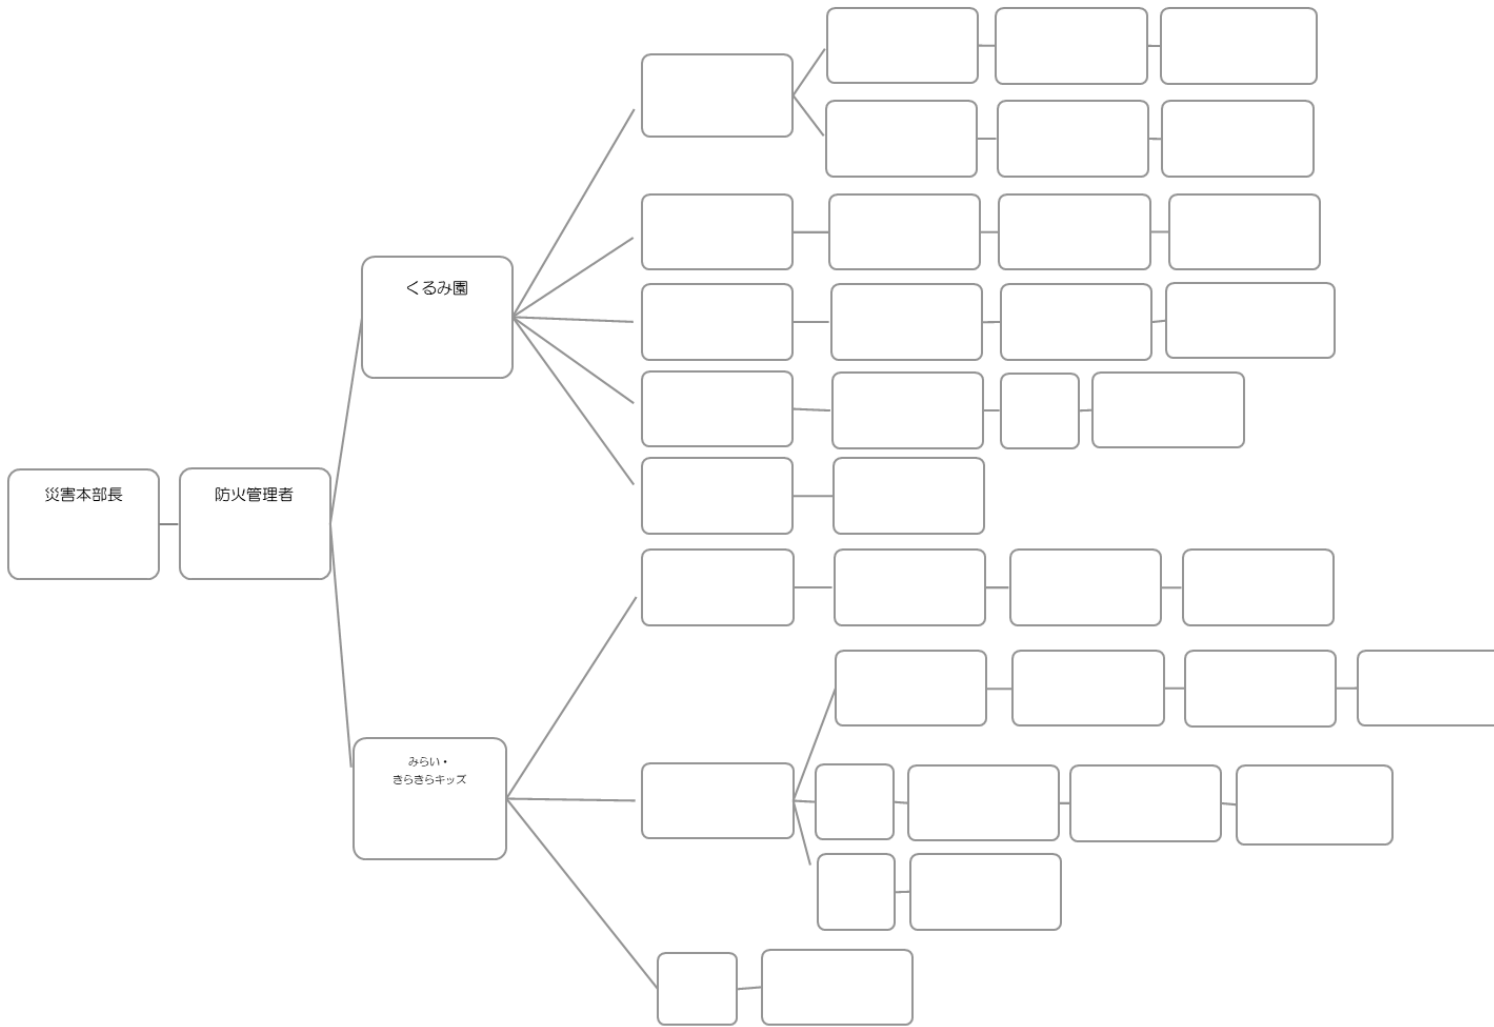 くるみ園
災害本部長
防火管理者
みらい・
きらきらキッズ